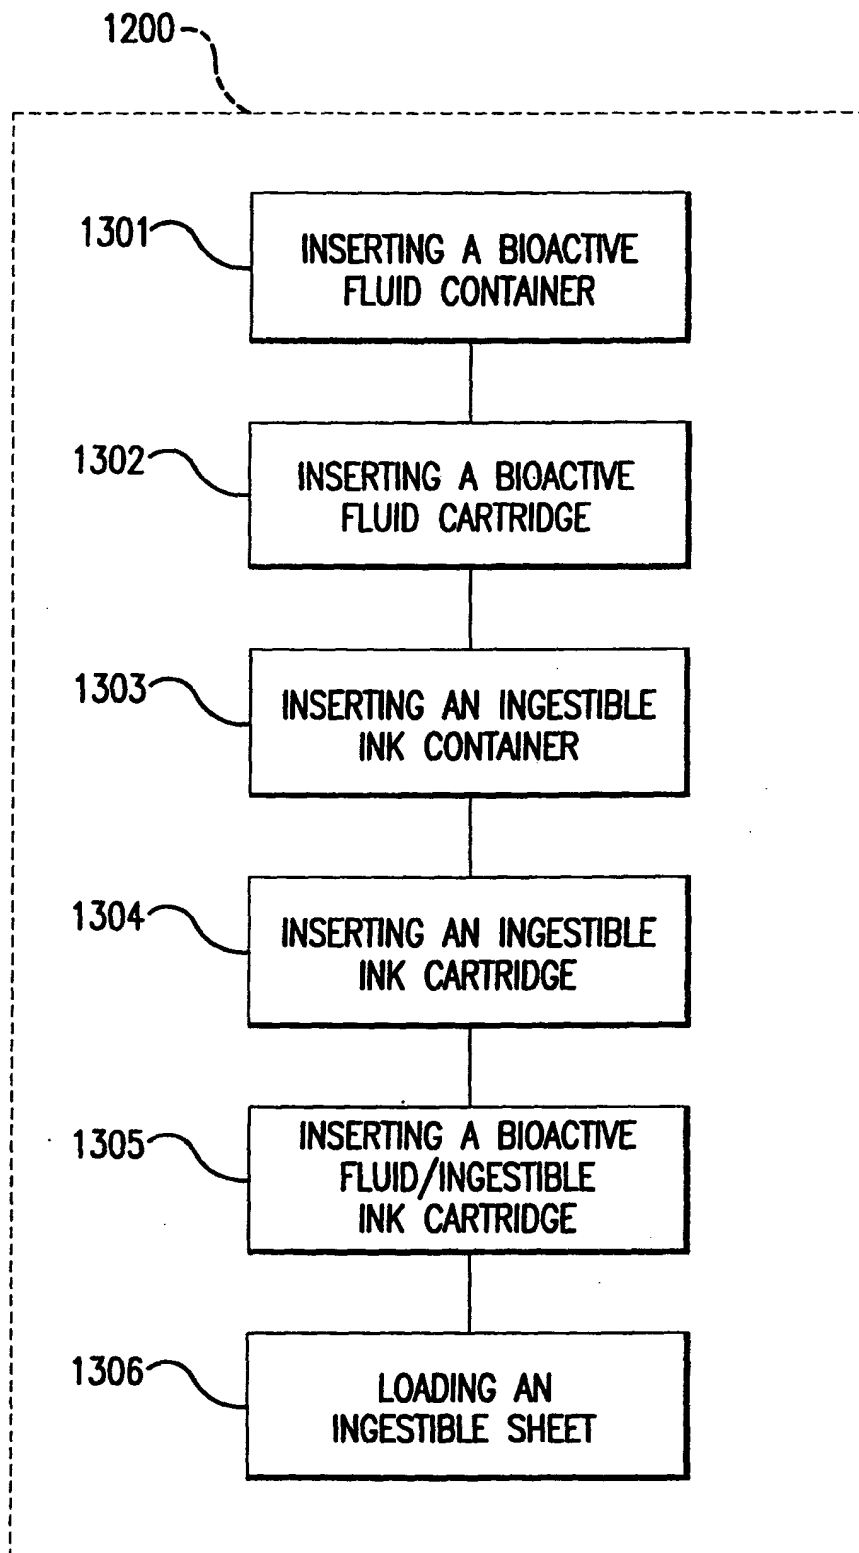 1200
1301
INSERTING A BIOACTIVE
FLUID CONTAINER
1302
INSERTING A BIOACTIVE
FLUID CARTRIDGE
1303
INSERTING AN INGESTIBLE
INK CONTAINER
1304
INSERTING AN INGESTIBLE
INK CARTRIDGE
1305
INSERTING A BIOACTIVE
FLUID/INGESTIBLE
INK CARTRIDGE
1306
LOADING AN
INGESTIBLE SHEET